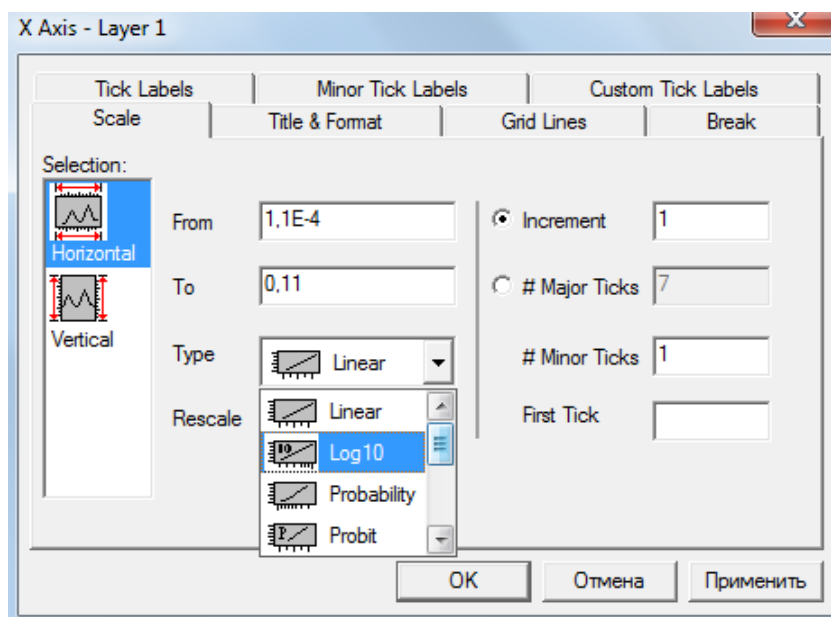 X Axis - Layer 1
Tick Labels Minor Tick Labels Custom Tick Labels
Scale Title & Format Grid Lines Break
Selection:
Horizontal
Vertical
From 1,1E-4
To 0,11
Type Linear
Rescale
Linear
Log10
Probability
Probit
Increment 1
# Major Ticks 7
# Minor Ticks 1
First Tick
OK Отмена Применить